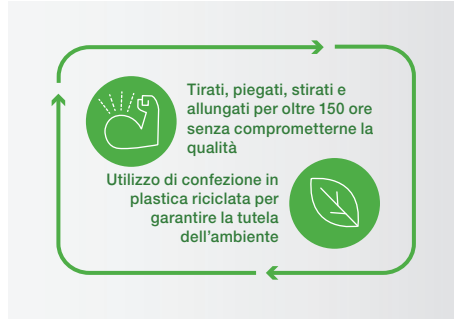 Tirati, piegati, stirati e
allungati per oltre 150 ore
senza comprometterne la
qualità
Utilizzo di confezione in
plastica riciclata per
garantire la tutela
dell'ambiente